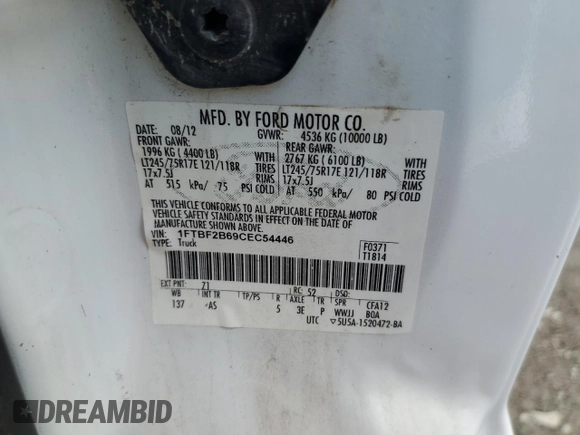 MFD. BY FORD MOTOR CO.
DATE: 08/12 GVWR: 4536 KG (10000 LB)
FRONT GAWR: REAR GAWR:
1996 KG (4400 LB) WITH 2767 KG (6100 LB) WITH
LT245/75R17E 121/118R TIRES LT245/75R17E 121/118R TIRES
17x7.5J RIMS 17x7.5J RIMS
AT 515 kPa/ 75 PSI COLD AT 550 kPa/ 80 PSI COLD
THIS VEHICLE CONFORMS TO ALL APPLICABLE FEDERAL MOTOR
VEHICLE SAFETY STANDARDS IN EFFECT ON THE DATE OF
MANUFACTURE SHOWN ABOVE.
VIN: 1FTBF2B69CEC54446 F0371
TYPE: Truck T1814
EXT PNT: Z1 RC: 52 DSO:
WB INT TR TP/PS R AXLE TR SPR CFA12
137 AS 5 3E P WWJJ BOA
UTC ▽5U5A-1520472-BA
DREAMBID